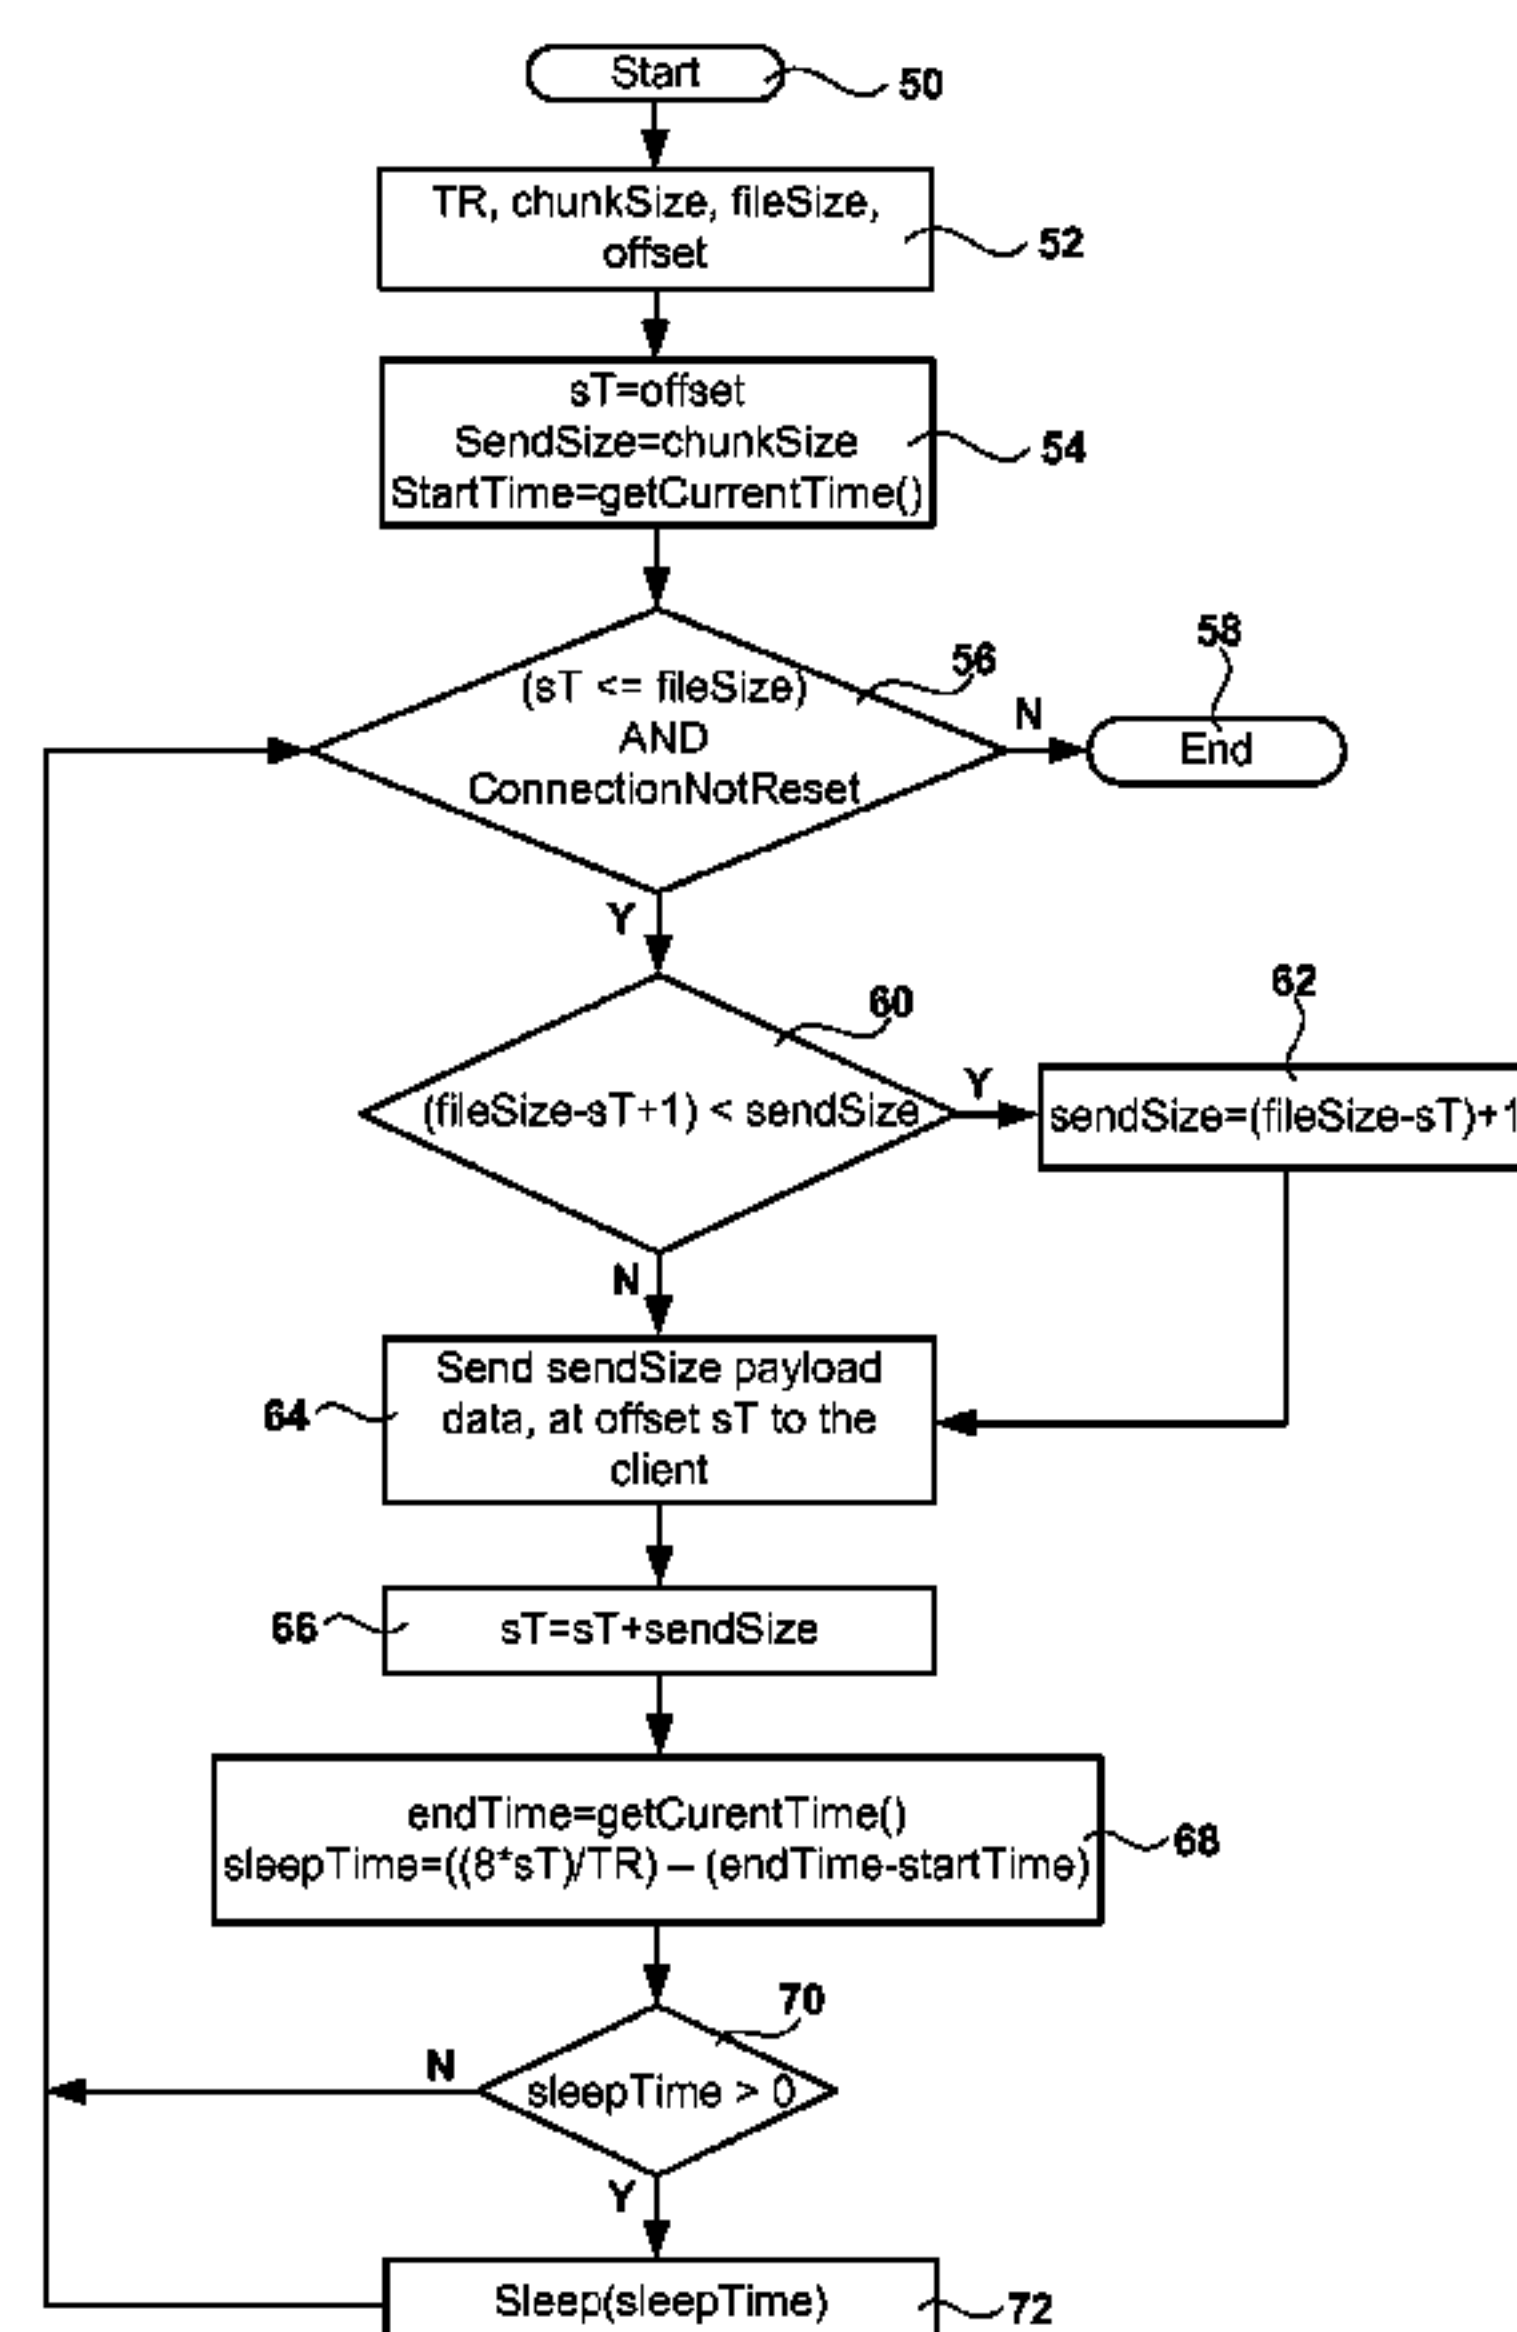 Start
50
TR, chunkSize, fileSize,
offset
52
sT=offset
SendSize=chunkSize
StartTime=getCurrentTime()
54
(sT <= fileSize)
AND
ConnectionNotReset
56
N
58
End
Y
60
(fileSize-sT+1) < sendSize
Y
62
sendSize=(fileSize-sT)+1
N
Send sendSize payload
data, at offset sT to the
client
64
66
sT=sT+sendSize
endTime=getCurentTime()
sleepTime=((8*sT)/TR) – (endTime-startTime)
68
70
N
sleepTime > 0
Y
Sleep(sleepTime)
72